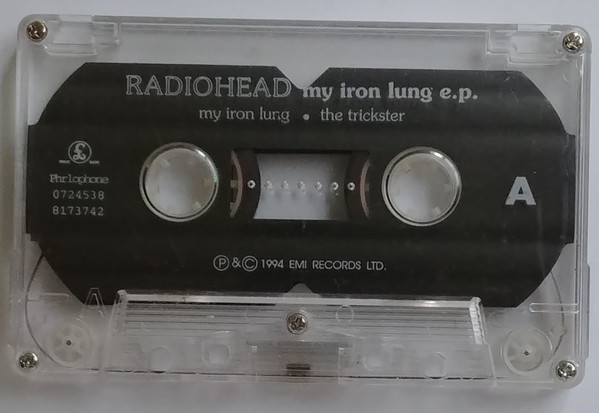 RADIOHEAD my iron lung e.p.
my iron lung • the trickster
£
Parlophone
0724538
8173742
A
Ⓟ & © 1994 EMI RECORDS LTD.
A